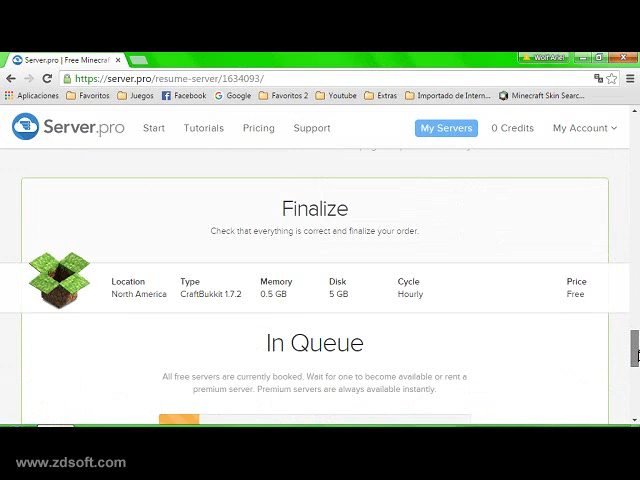 Server.pro | Free Minecraf
Wolf Ariel
https://server.pro/resume-server/1634093/
Aplicaciones Favoritos Juegos Facebook Google Favoritos 2 Youtube Extras Importado de Intern... Minecraft Skin Searc...
Server.pro Start Tutorials Pricing Support My Servers 0 Credits My Account
Finalize
Check that everything is correct and finalize your order.
Location Type Memory Disk Cycle Price
North America CraftBukkit 1.7.2 0.5 GB 5 GB Hourly Free
In Queue
All free servers are currently booked. Wait for one to become available or rent a
premium server. Premium servers are always available instantly.
www.zdsoft.com